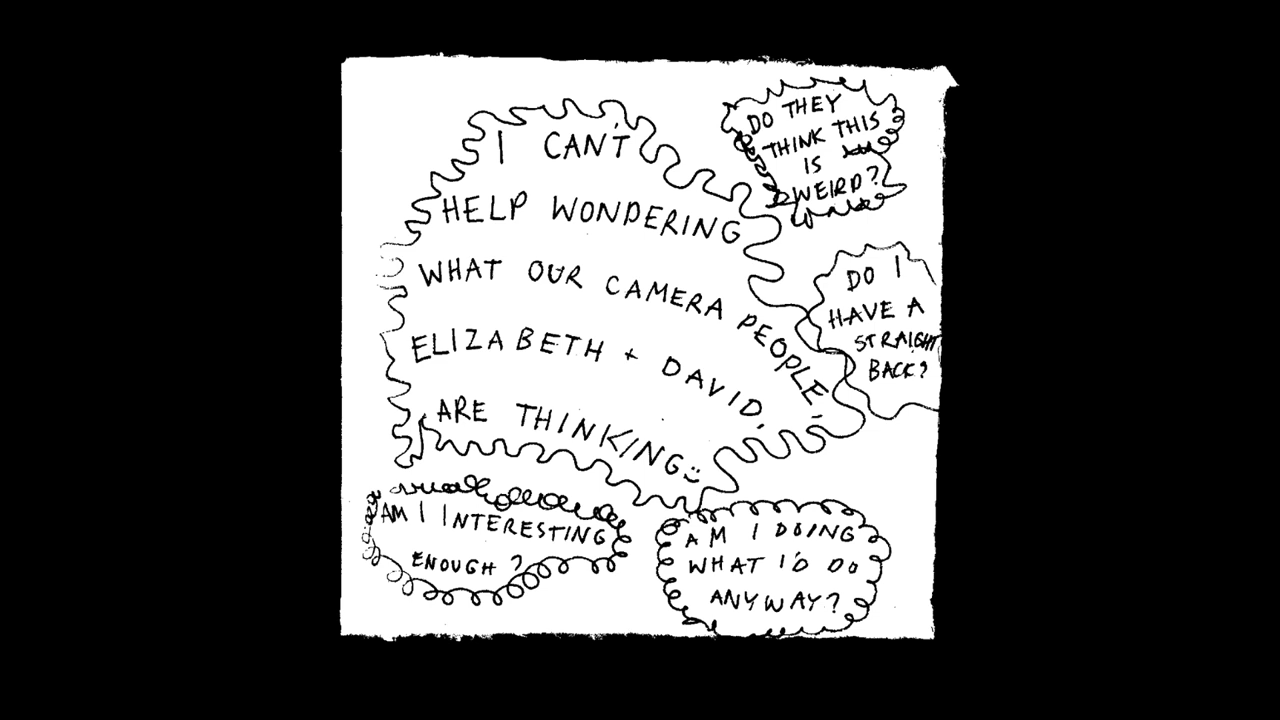 I CAN'T
HELP WONDERING
WHAT OUR CAMERA PEOPLE,
ELIZABETH + DAVID,
ARE THINKING
DO THEY
THINK THIS
IS
WEIRD?
DO I
HAVE A
STRAIGHT
BACK?
AM I INTERESTING
ENOUGH?
AM I DOING
WHAT I'D DO
ANYWAY?